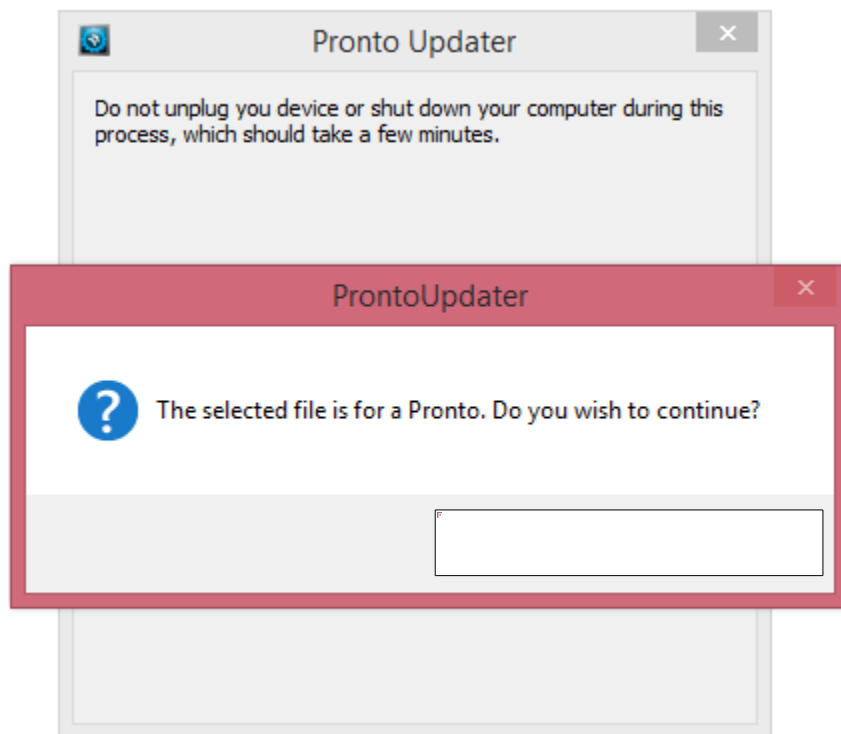 Pronto Updater
Do not unplug you device or shut down your computer during this
process, which should take a few minutes.
ProntoUpdater
The selected file is for a Pronto. Do you wish to continue?